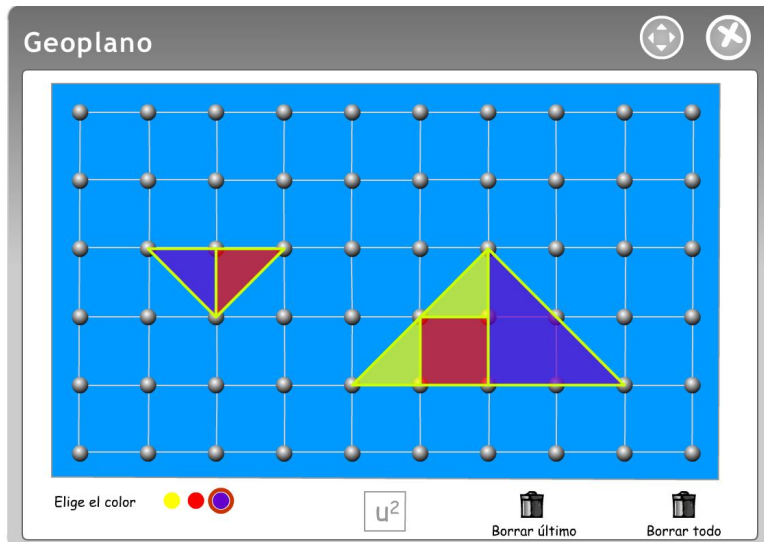 Geoplano
Elige el color
u²
Borrar último
Borrar todo